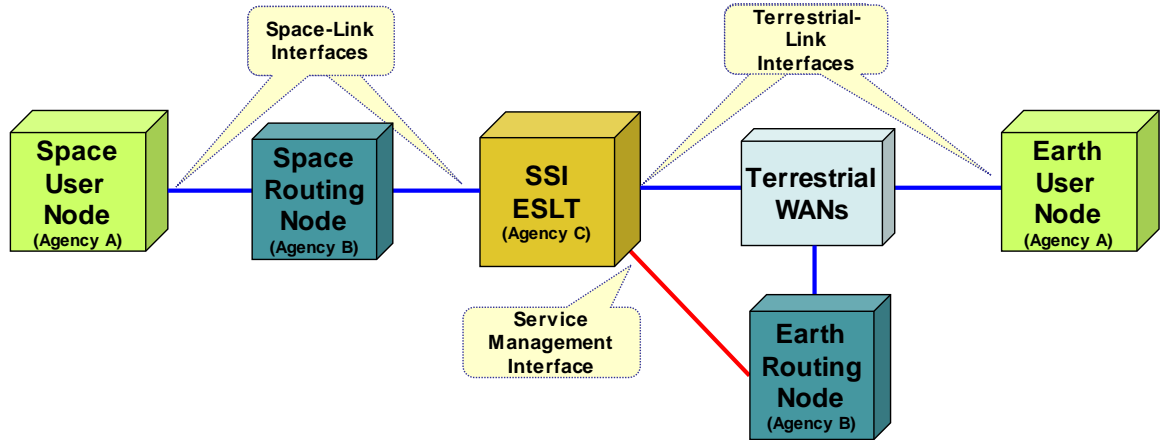 Space-Link
Interfaces
Terrestrial-
Link
Interfaces
Space
User
Node
(Agency A)
Space
Routing
Node
(Agency B)
SSI
ESLT
(Agency C)
Terrestrial
WANs
Earth
User
Node
(Agency A)
Service
Management
Interface
Earth
Routing
Node
(Agency B)